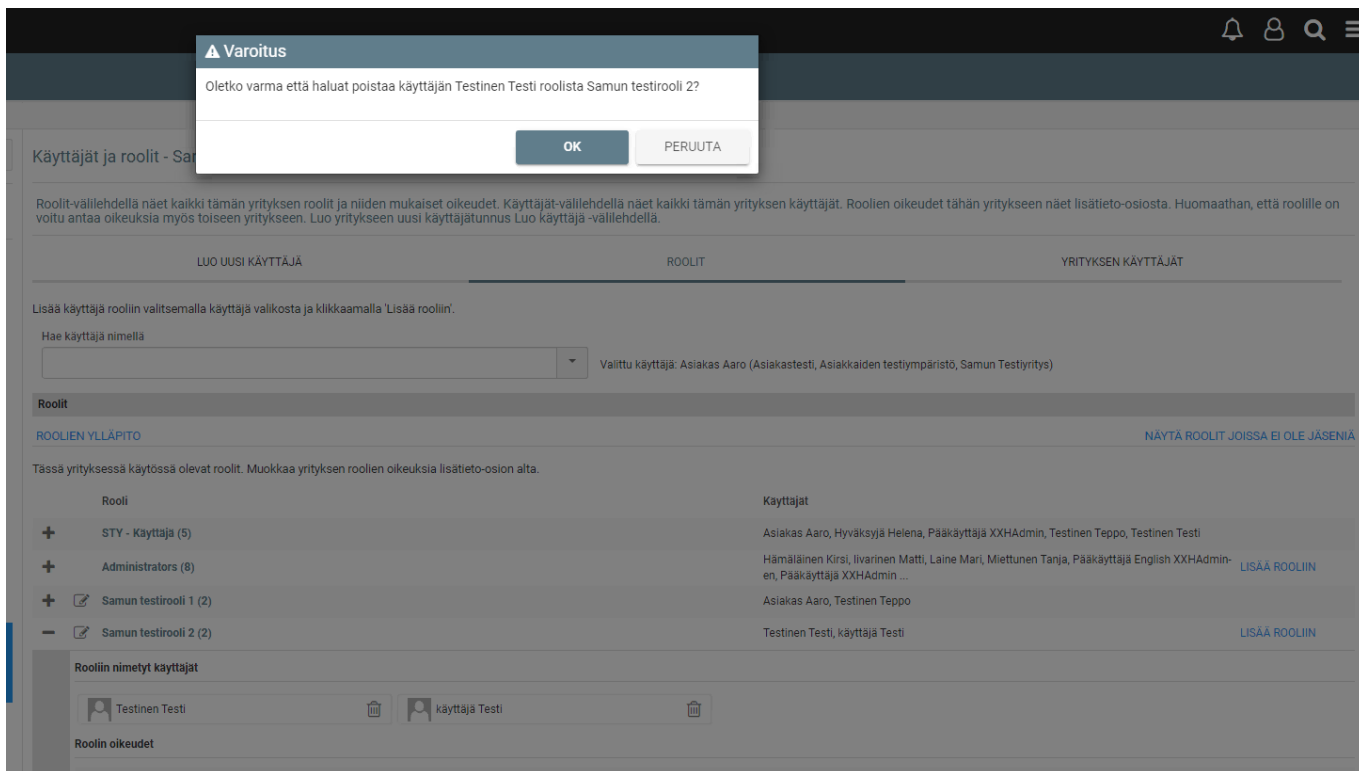 Varoitus
Oletko varma että haluat poistaa käyttäjän Testinen Testi roolista Samun testirooli 2?
OK
PERUUTA
Käyttäjät ja roolit - Sam
Roolit-välilehdellä näet kaikki tämän yrityksen roolit ja niiden mukaiset oikeudet. Käyttäjät-välilehdellä näet kaikki tämän yrityksen käyttäjät. Roolien oikeudet tähän yritykseen näet lisätieto-osiosta. Huomaathan, että roolille on
voitu antaa oikeuksia myös toiseen yritykseen. Luo yritykseen uusi käyttäjätunnus Luo käyttäjä -välilehdellä.
LUO UUSI KÄYTTÄJÄ
ROOLIT
YRITYKSEN KÄYTTÄJÄT
Lisää käyttäjä rooliin valitsemalla käyttäjä valikosta ja klikkaamalla 'Lisää rooliin'.
Hae käyttäjä nimellä
Valittu käyttäjä: Asiakas Aaro (Asiakastesti, Asiakkaiden testiympäristö, Samun Testiyritys)
Roolit
ROOLIEN YLLÄPITO
NÄYTÄ ROOLIT JOISSA EI OLE JÄSENIÄ
Tässä yrityksessä käytössä olevat roolit. Muokkaa yrityksen roolien oikeuksia lisätieto-osion alta.
Rooli
Käyttäjät
STY - Käyttäjä (5)
Asiakas Aaro, Hyväksyjä Helena, Pääkäyttäjä XXHAdmin, Testinen Teppo, Testinen Testi
Administrators (8)
Hämäläinen Kirsi, Iivarinen Matti, Laine Mari, Miettunen Tanja, Pääkäyttäjä English XXHAdmin-
en, Pääkäyttäjä XXHAdmin ...
LISÄÄ ROOLIIN
Samun testirooli 1 (2)
Asiakas Aaro, Testinen Teppo
Samun testirooli 2 (2)
Testinen Testi, käyttäjä Testi
LISÄÄ ROOLIIN
Rooliin nimetyt käyttäjät
Testinen Testi
käyttäjä Testi
Roolin oikeudet